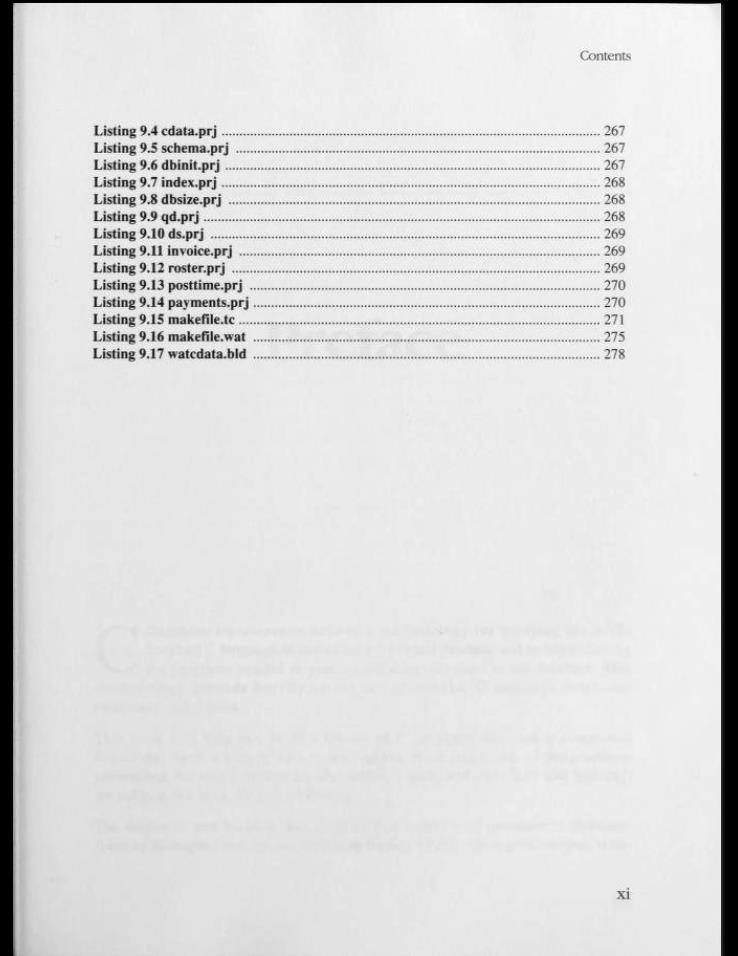 Contents
Listing 9.4 cdata.prj ........ 267
Listing 9.5 schema.prj ........ 267
Listing 9.6 dbinit.prj ........ 267
Listing 9.7 index.prj ........ 268
Listing 9.8 dbsize.prj ........ 268
Listing 9.9 qd.prj ........ 268
Listing 9.10 ds.prj ........ 269
Listing 9.11 invoice.prj ........ 269
Listing 9.12 roster.prj ........ 269
Listing 9.13 posttime.prj ........ 270
Listing 9.14 payments.prj ........ 270
Listing 9.15 makefile.tc ........ 271
Listing 9.16 makefile.wat ........ 275
Listing 9.17 watcdata.bld ........ 278
Preface
xi